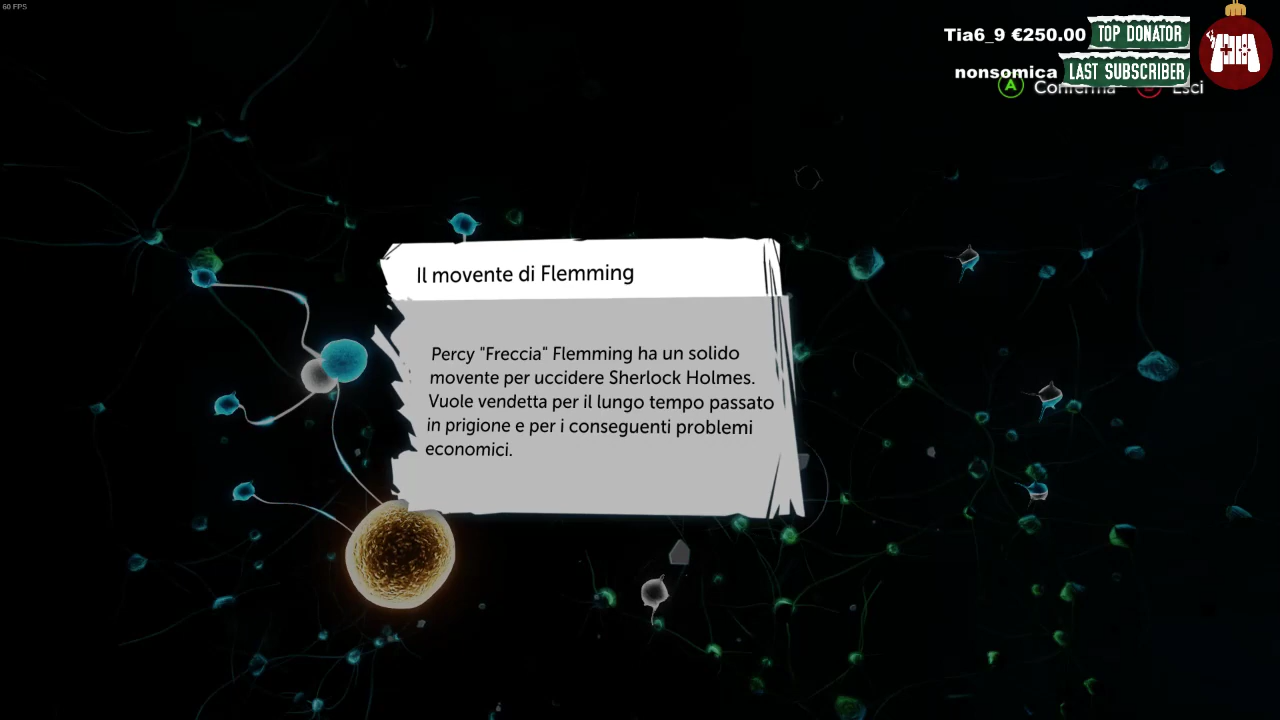 60 FPS
Tia6_9 €250.00 TOP DONATOR
nonsomica LAST SUBSCRIBER
A Conferma Esci
Il movente di Flemming
Percy "Freccia" Flemming ha un solido
movente per uccidere Sherlock Holmes.
Vuole vendetta per il lungo tempo passato
in prigione e per i conseguenti problemi
economici.